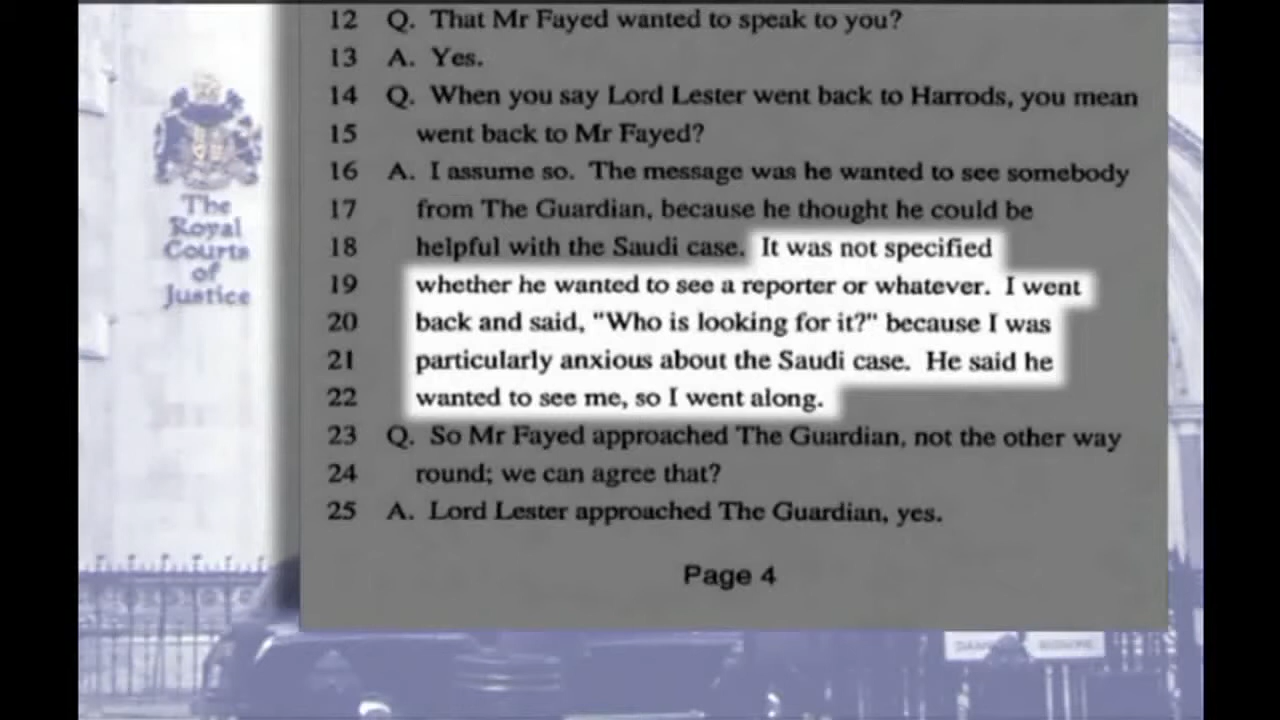 The
Royal
Courts
of
Justice
12 Q. That Mr Fayed wanted to speak to you?
13 A. Yes.
14 Q. When you say Lord Lester went back to Harrods, you mean
15 went back to Mr Fayed?
16 A. I assume so. The message was he wanted to see somebody
17 from The Guardian, because he thought he could be
18 helpful with the Saudi case. It was not specified
19 whether he wanted to see a reporter or whatever. I went
20 back and said, "Who is looking for it?" because I was
21 particularly anxious about the Saudi case. He said he
22 wanted to see me, so I went along.
23 Q. So Mr Fayed approached The Guardian, not the other way
24 round; we can agree that?
25 A. Lord Lester approached The Guardian, yes.
Page 4